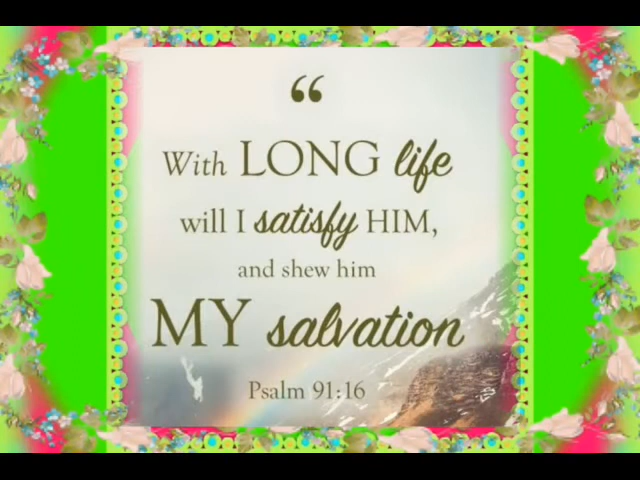 “
With LONG life
will I satisfy HIM,
and shew him
MY salvation
Psalm 91:16